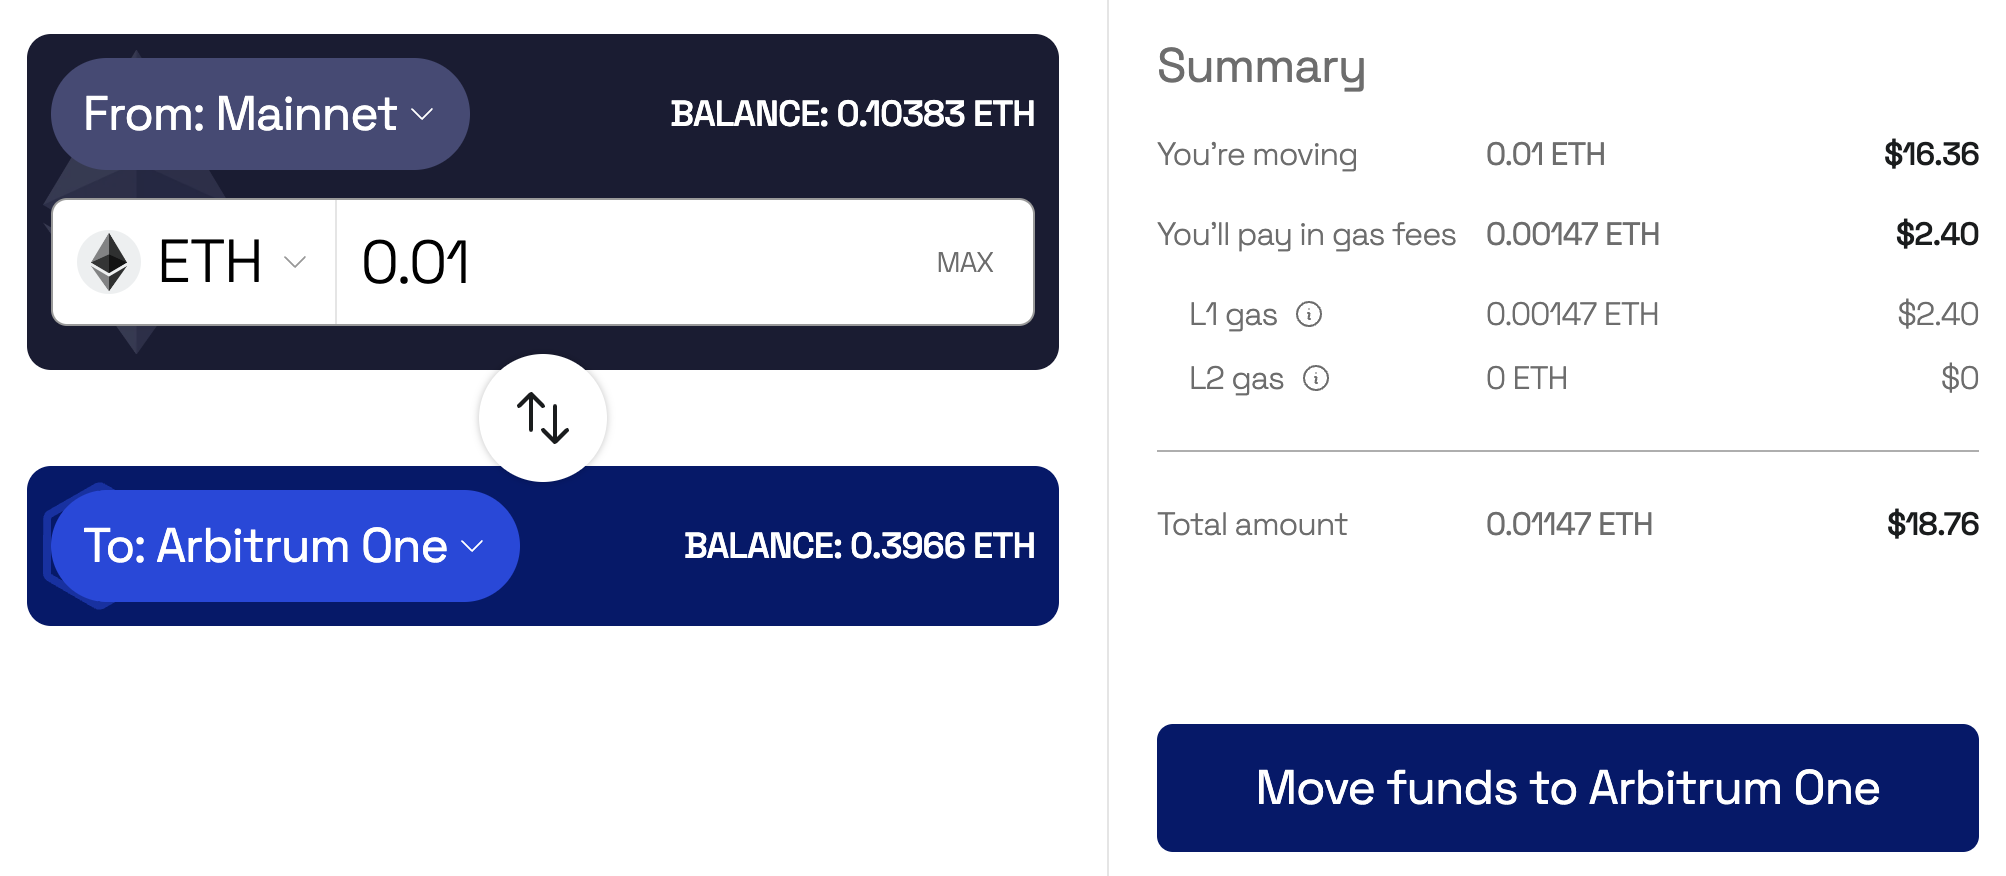 From: Mainnet
BALANCE: 0.10383 ETH
ETH
0.01
MAX
To: Arbitrum One
BALANCE: 0.3966 ETH
Summary
You’re moving 0.01 ETH $16.36
You’ll pay in gas fees 0.00147 ETH $2.40
L1 gas 0.00147 ETH $2.40
L2 gas 0 ETH $0
Total amount 0.01147 ETH $18.76
Move funds to Arbitrum One